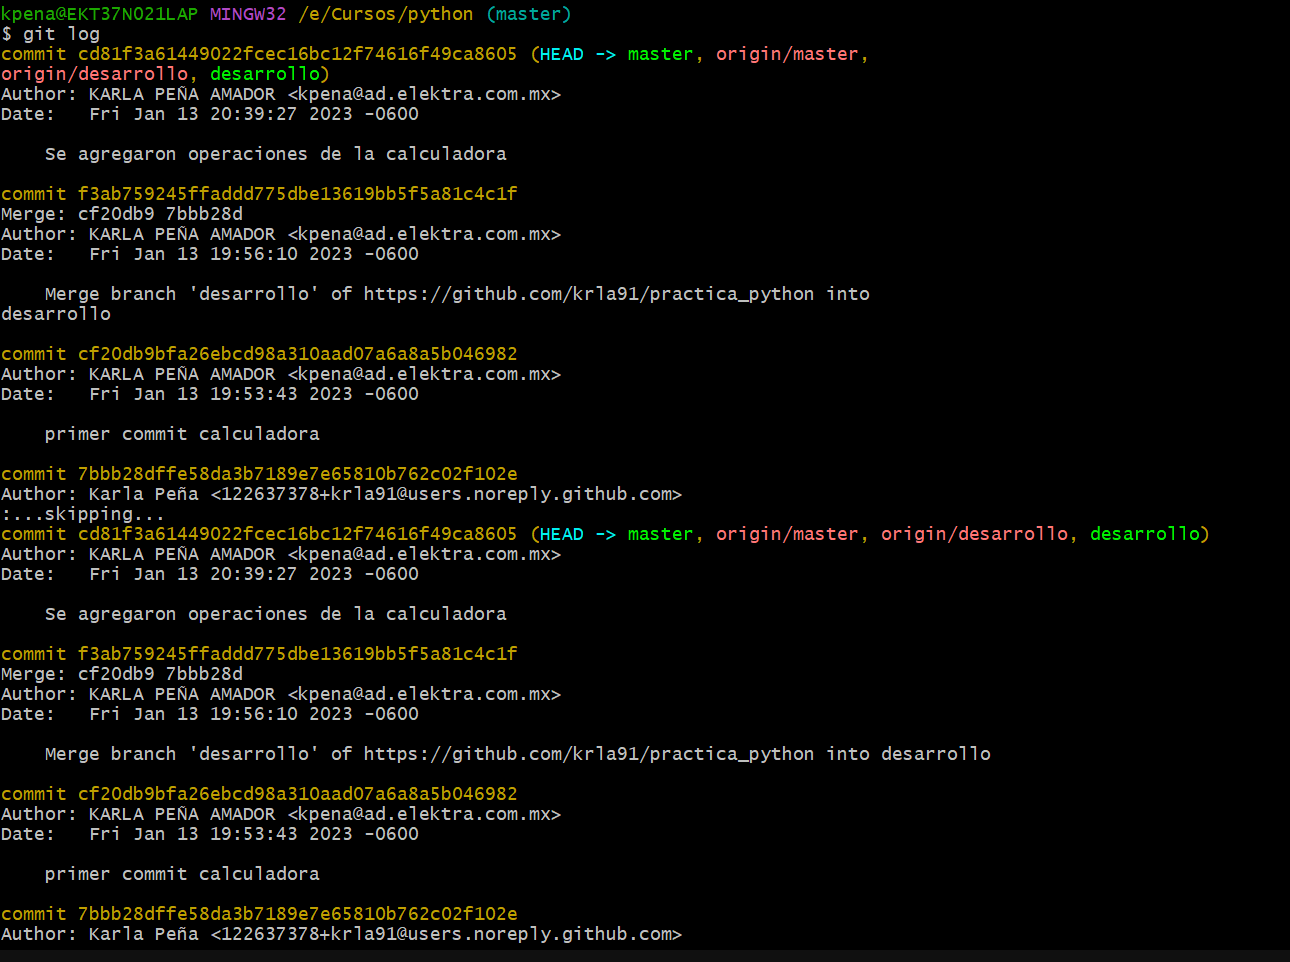 kpena@EKT37N021LAP MINGW32 /e/Cursos/python (master)
$ git log
commit cd81f3a61449022fcec16bc12f74616f49ca8605 (HEAD -> master, origin/master,
origin/desarrollo, desarrollo)
Author: KARLA PEÑA AMADOR <kpena@ad.elektra.com.mx>
Date:   Fri Jan 13 20:39:27 2023 -0600
    Se agregaron operaciones de la calculadora
commit f3ab759245ffaddd775dbe13619bb5f5a81c4c1f
Merge: cf20db9 7bbb28d
Author: KARLA PEÑA AMADOR <kpena@ad.elektra.com.mx>
Date:   Fri Jan 13 19:56:10 2023 -0600
    Merge branch 'desarrollo' of https://github.com/krla91/practica_python into
desarrollo
commit cf20db9bfa26ebcd98a310aad07a6a8a5b046982
Author: KARLA PEÑA AMADOR <kpena@ad.elektra.com.mx>
Date:   Fri Jan 13 19:53:43 2023 -0600
    primer commit calculadora
commit 7bbb28dffe58da3b7189e7e65810b762c02f102e
Author: Karla Peña <122637378+krla91@users.noreply.github.com>
:...skipping...
commit cd81f3a61449022fcec16bc12f74616f49ca8605 (HEAD -> master, origin/master, origin/desarrollo, desarrollo)
Author: KARLA PEÑA AMADOR <kpena@ad.elektra.com.mx>
Date:   Fri Jan 13 20:39:27 2023 -0600
    Se agregaron operaciones de la calculadora
commit f3ab759245ffaddd775dbe13619bb5f5a81c4c1f
Merge: cf20db9 7bbb28d
Author: KARLA PEÑA AMADOR <kpena@ad.elektra.com.mx>
Date:   Fri Jan 13 19:56:10 2023 -0600
    Merge branch 'desarrollo' of https://github.com/krla91/practica_python into desarrollo
commit cf20db9bfa26ebcd98a310aad07a6a8a5b046982
Author: KARLA PEÑA AMADOR <kpena@ad.elektra.com.mx>
Date:   Fri Jan 13 19:53:43 2023 -0600
    primer commit calculadora
commit 7bbb28dffe58da3b7189e7e65810b762c02f102e
Author: Karla Peña <122637378+krla91@users.noreply.github.com>